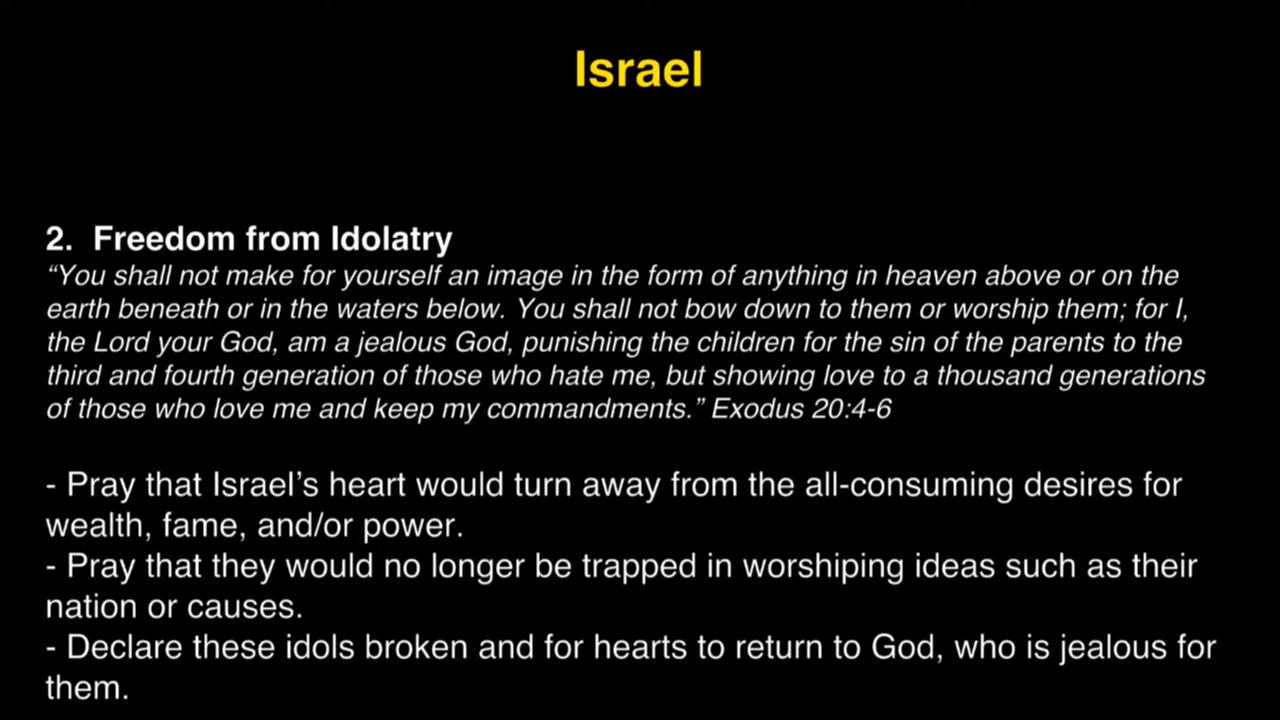 Israel
2. Freedom from Idolatry
“You shall not make for yourself an image in the form of anything in heaven above or on the
earth beneath or in the waters below. You shall not bow down to them or worship them; for I,
the Lord your God, am a jealous God, punishing the children for the sin of the parents to the
third and fourth generation of those who hate me, but showing love to a thousand generations
of those who love me and keep my commandments.” Exodus 20:4-6
- Pray that Israel’s heart would turn away from the all-consuming desires for
wealth, fame, and/or power.
- Pray that they would no longer be trapped in worshiping ideas such as their
nation or causes.
- Declare these idols broken and for hearts to return to God, who is jealous for
them.